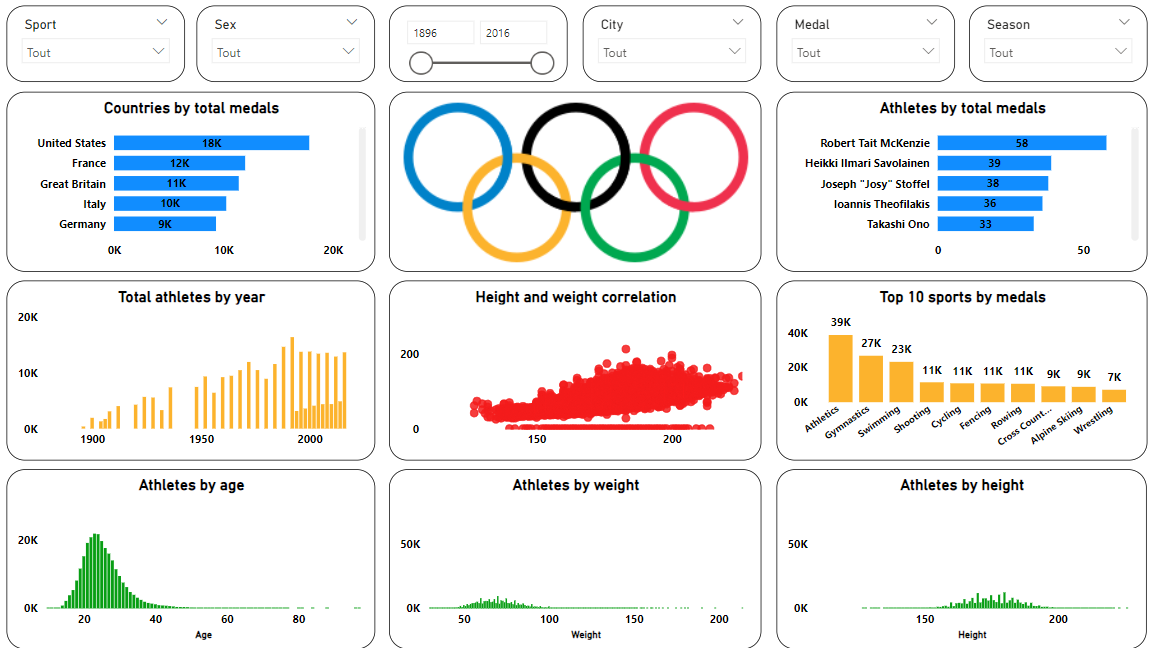 Sport
Tout
Sex
Tout
1896 2016
City
Tout
Medal
Tout
Season
Tout
Countries by total medals
United States 18K
France 12K
Great Britain 11K
Italy 10K
Germany 9K
0K 10K 20K
Athletes by total medals
Robert Tait McKenzie 58
Heikki Ilmari Savolainen 39
Joseph "Josy" Stoffel 38
Ioannis Theofilakis 36
Takashi Ono 33
0 50
Total athletes by year
20K
10K
0K
1900 1950 2000
Height and weight correlation
200
0
150 200
Top 10 sports by medals
40K
20K
0K
39K 27K 23K 11K 11K 11K 11K 9K 9K 7K
Athletics Gymnastics Swimming Shooting Cycling Fencing Rowing Cross Count... Alpine Skiing Wrestling
Athletes by age
20K
0K
20 40 60 80
Age
Athletes by weight
50K
0K
50 100 150 200
Weight
Athletes by height
50K
0K
150 200
Height